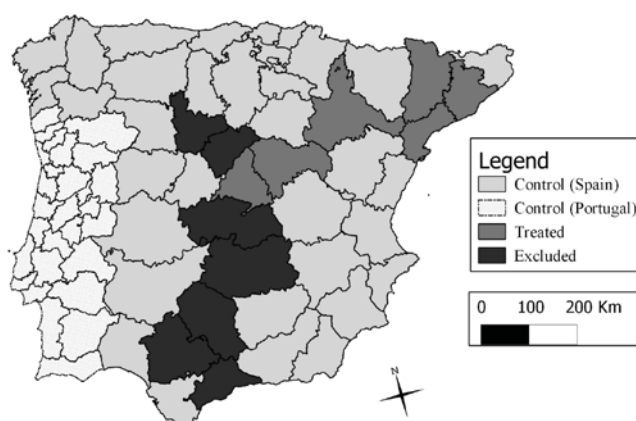 Legend
Control (Spain)
Control (Portugal)
Treated
Excluded
0 100 200 Km
N